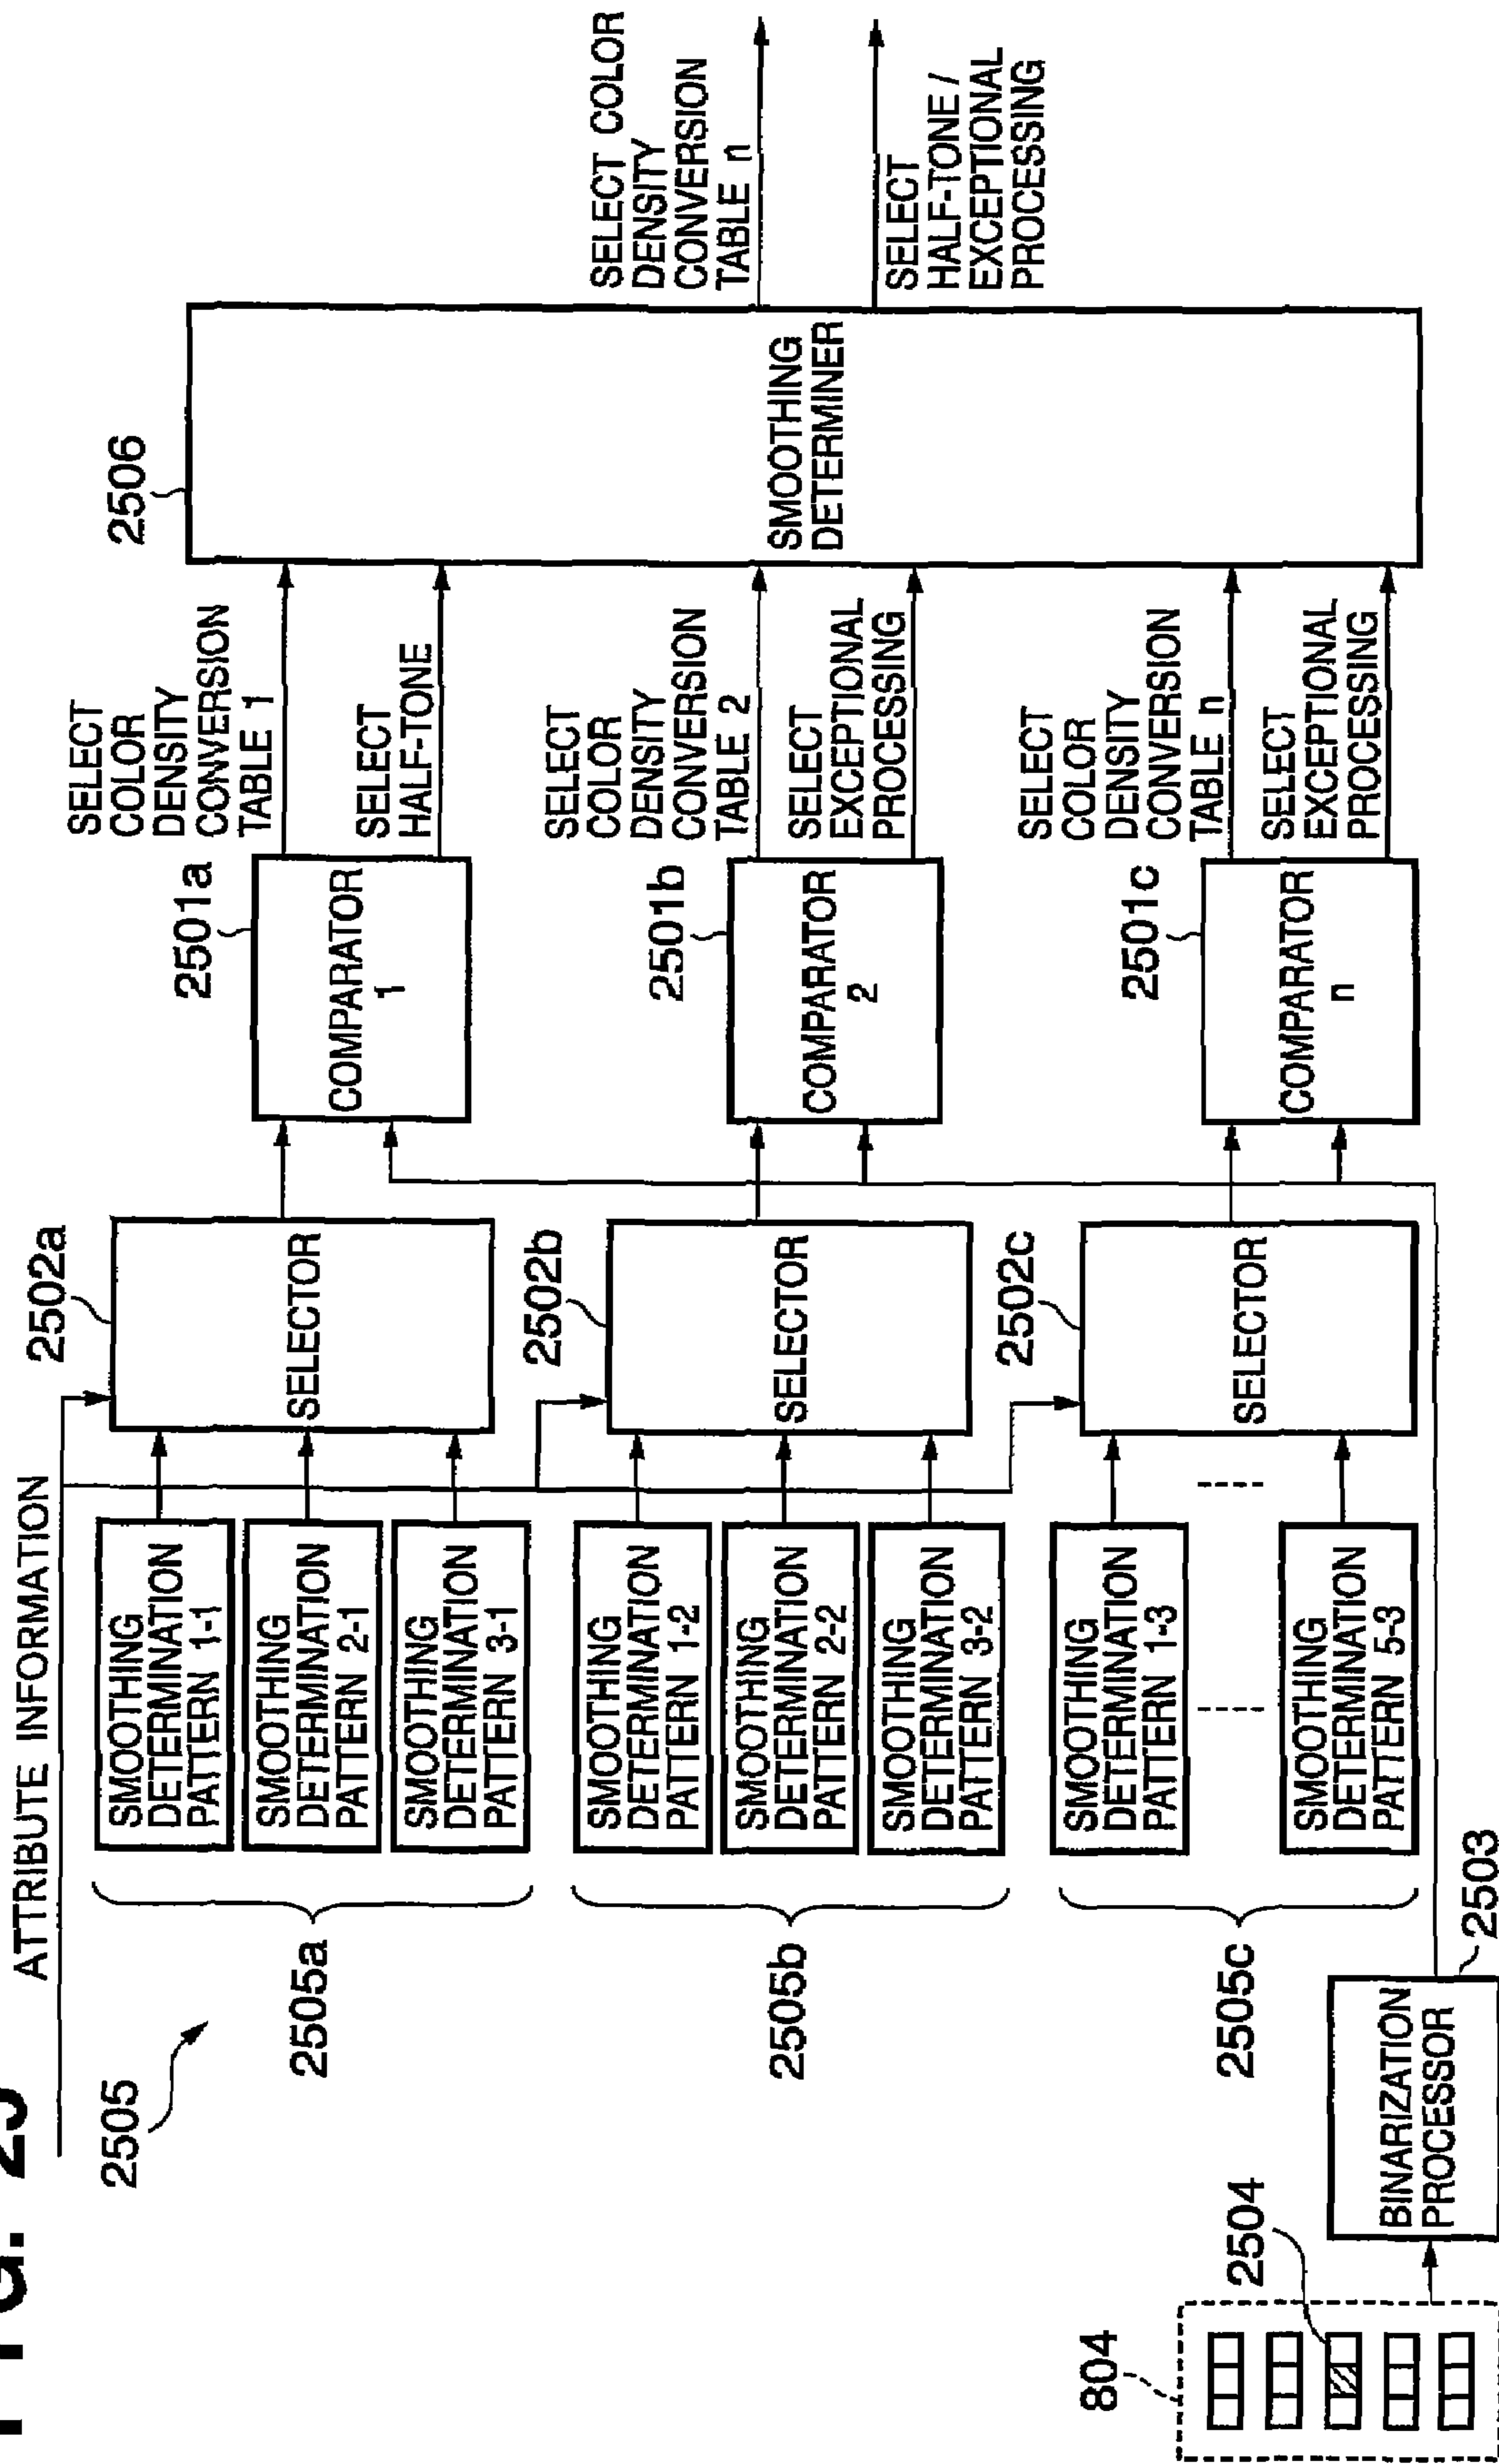 FIG. 25
ATTRIBUTE INFORMATION
2505
2505a
SMOOTHING
DETERMINATION
PATTERN 1-1
SMOOTHING
DETERMINATION
PATTERN 2-1
SMOOTHING
DETERMINATION
PATTERN 3-1
2502a
SELECTOR
2501a
COMPARATOR
1
SELECT
COLOR
DENSITY
CONVERSION
TABLE 1
SELECT
HALF-TONE
2505b
SMOOTHING
DETERMINATION
PATTERN 1-2
SMOOTHING
DETERMINATION
PATTERN 2-2
SMOOTHING
DETERMINATION
PATTERN 3-2
2502b
SELECTOR
2501b
COMPARATOR
2
SELECT
COLOR
DENSITY
CONVERSION
TABLE 2
SELECT
EXCEPTIONAL
PROCESSING
2505c
SMOOTHING
DETERMINATION
PATTERN 1-3
SMOOTHING
DETERMINATION
PATTERN 5-3
2502c
SELECTOR
2501c
COMPARATOR
n
SELECT
COLOR
DENSITY
CONVERSION
TABLE n
SELECT
EXCEPTIONAL
PROCESSING
2506
SMOOTHING
DETERMINER
SELECT COLOR
DENSITY
CONVERSION
TABLE n
SELECT
HALF-TONE /
EXCEPTIONAL
PROCESSING
804
2504
BINARIZATION
PROCESSOR
2503